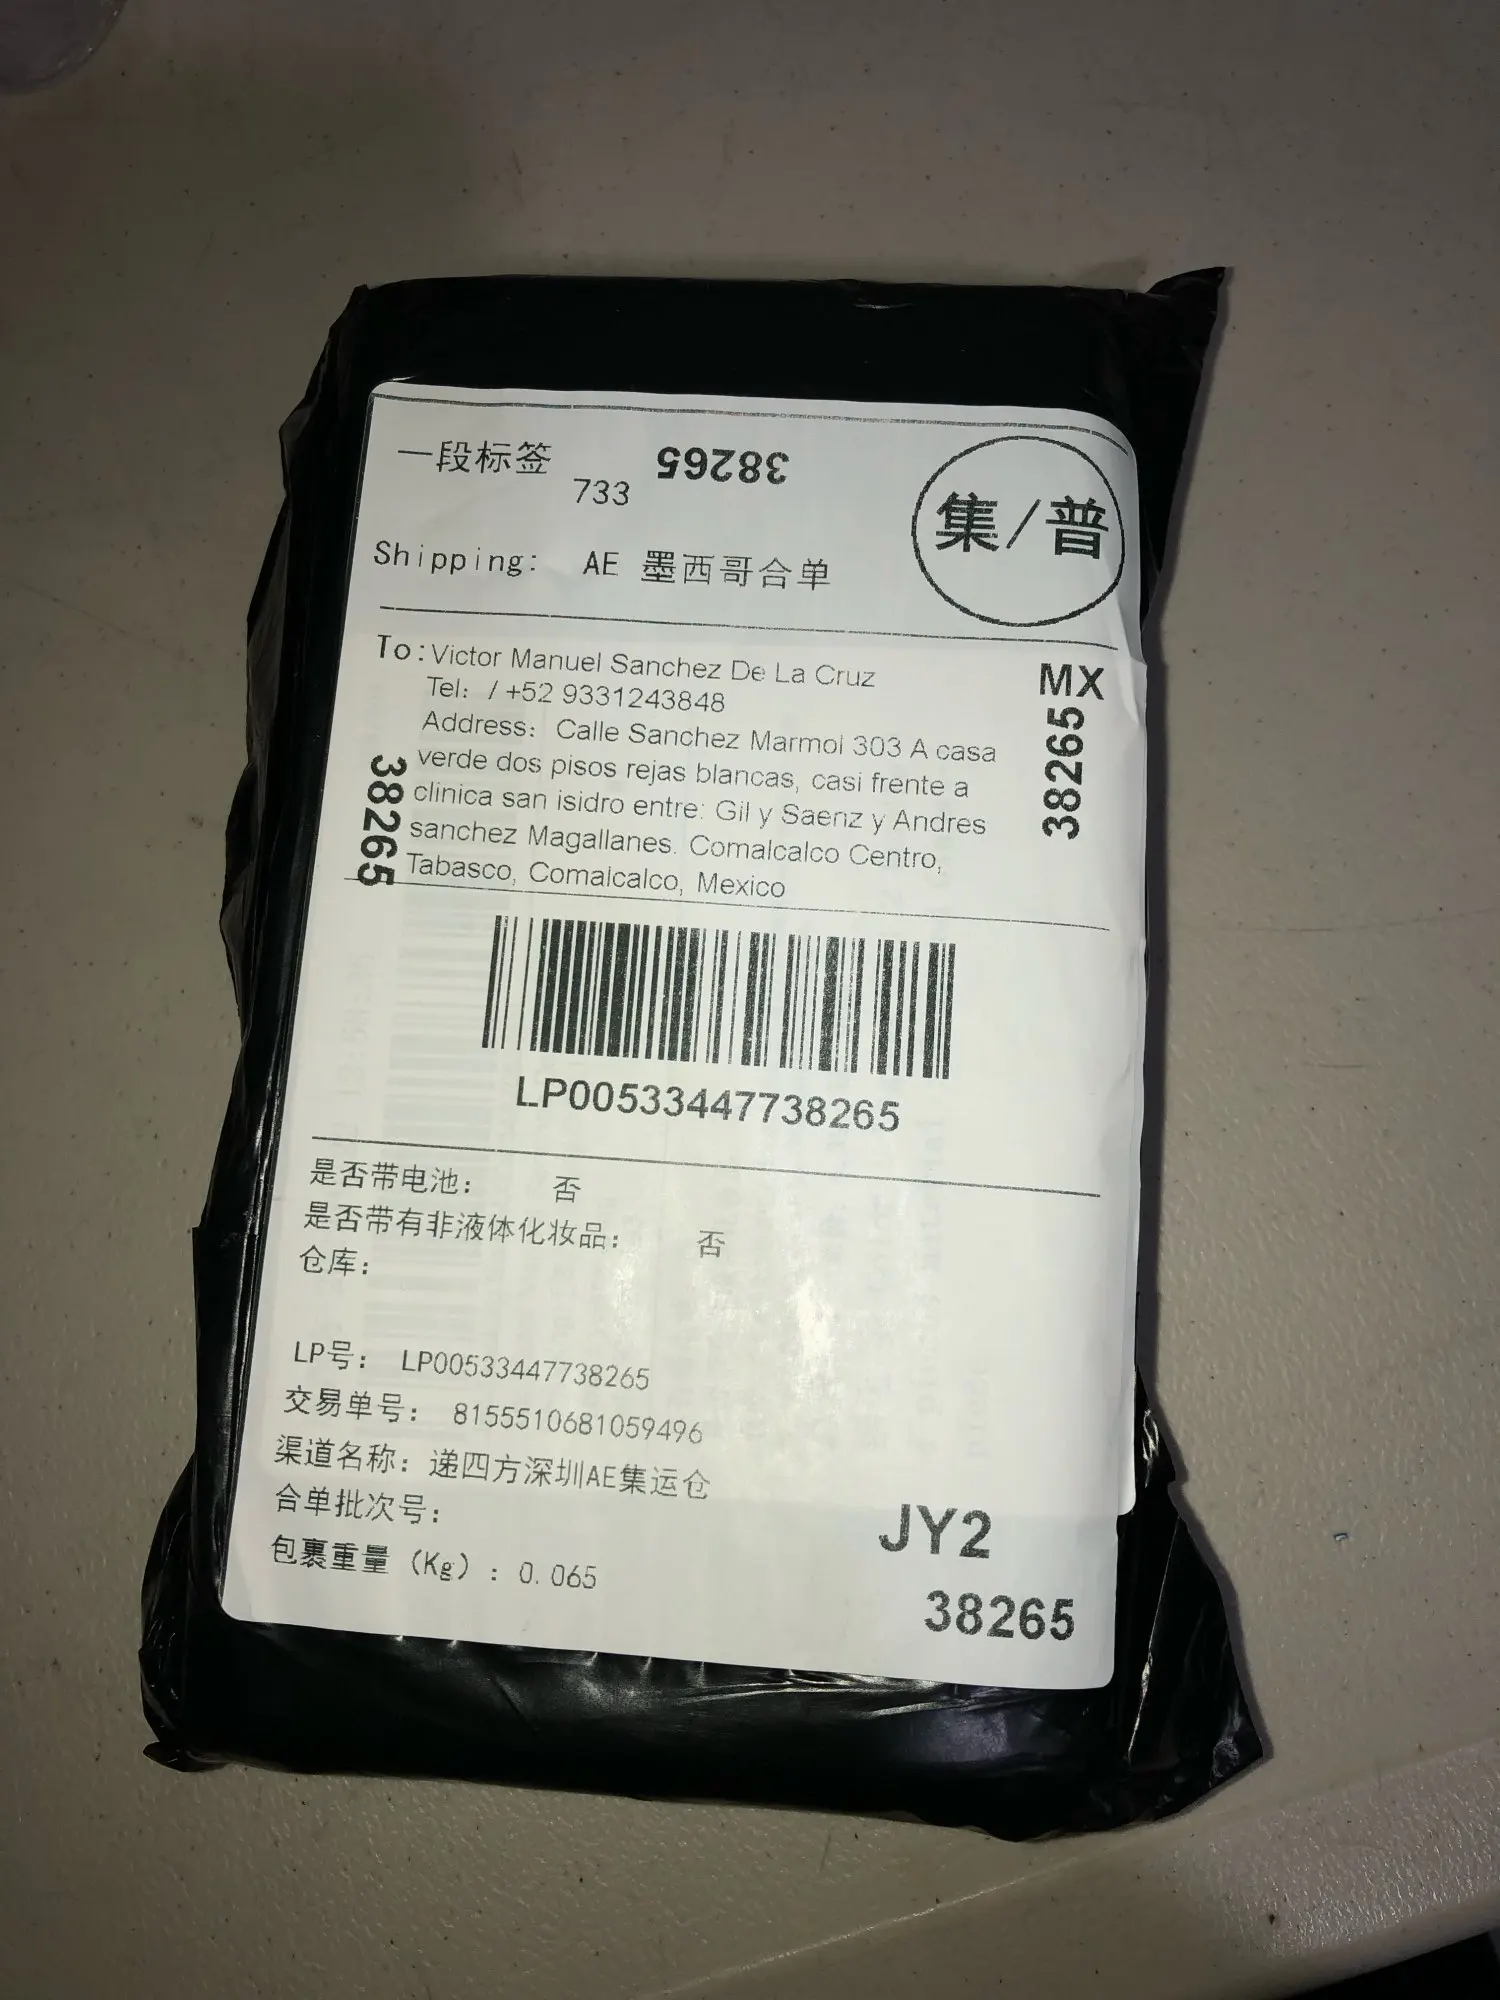 一段标签
733
38265
集/普
Shipping: AE 墨西哥合单
To:Victor Manuel Sanchez De La Cruz
Tel: / +52 9331243848
Address: Calle Sanchez Marmol 303 A casa
verde dos pisos rejas blancas, casi frente a
clinica san isidro entre: Gil y Saenz y Andres
sanchez Magallanes. Comalcalco Centro,
Tabasco, Comalcalco, Mexico
MX
38265
38265
LP00533447738265
是否带电池: 否
是否带有非液体化妆品: 否
仓库:
LP号: LP00533447738265
交易单号: 8155510681059496
渠道名称: 递四方深圳AE集运仓
合单批次号:
包裹重量（Kg）: 0.065
JY2
38265